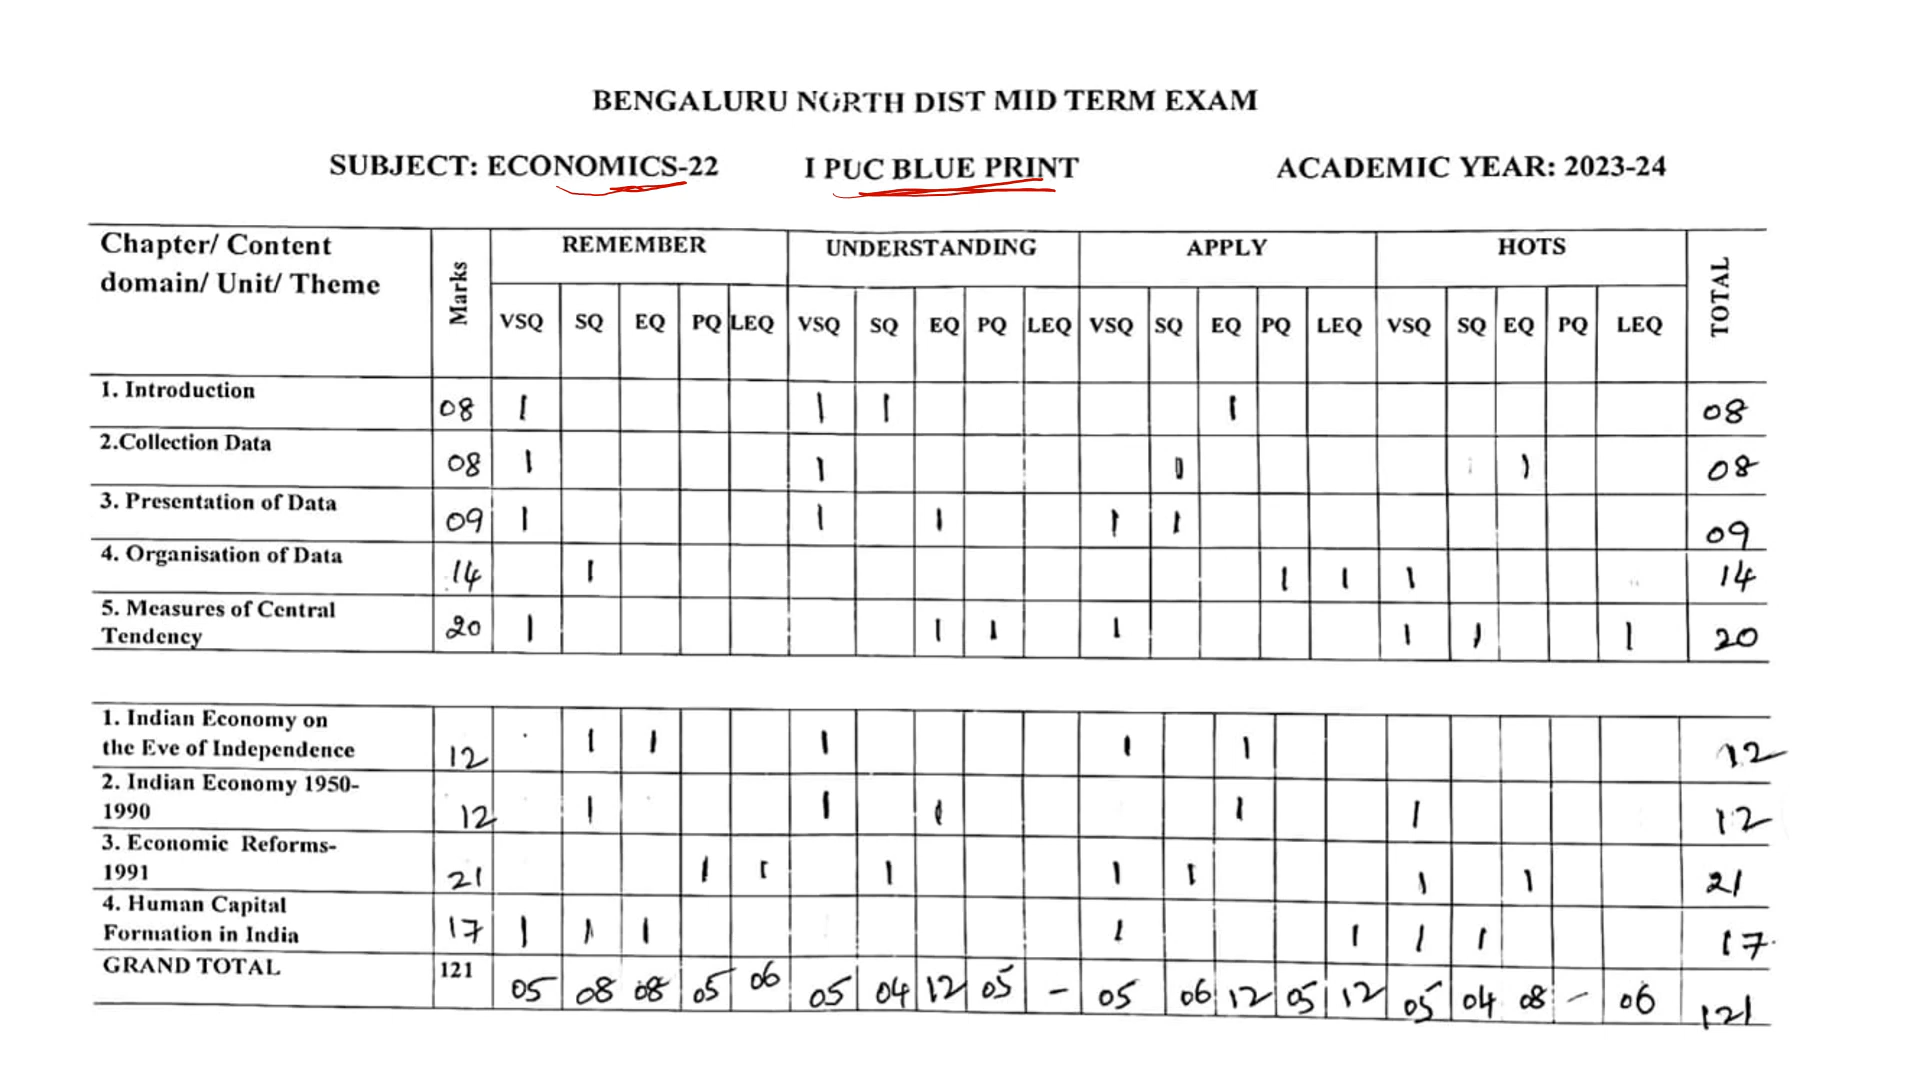 BENGALURU NORTH DIST MID TERM EXAM
SUBJECT: ECONOMICS-22 I PUC BLUE PRINT ACADEMIC YEAR: 2023-24
Chapter/ Content domain/ Unit/ Theme Marks REMEMBER UNDERSTANDING APPLY HOTS TOTAL
VSQ SQ EQ PQ LEQ VSQ SQ EQ PQ LEQ VSQ SQ EQ PQ LEQ VSQ SQ EQ PQ LEQ
1. Introduction 08 1 1 1 1 08
2.Collection Data 08 1 1 1 1 08
3. Presentation of Data 09 1 1 1 1 1 09
4. Organisation of Data 14 1 1 1 1 14
5. Measures of Central Tendency 20 1 1 1 1 1 1 1 20
1. Indian Economy on the Eve of Independence 12 1 1 1 1 1 12
2. Indian Economy 1950-1990 12 1 1 1 1 1 12
3. Economic Reforms-1991 21 1 1 1 1 1 1 1 21
4. Human Capital Formation in India 17 1 1 1 1 1 1 1 17
GRAND TOTAL 121 05 08 08 05 06 05 04 12 05 - 05 06 12 05 12 05 04 08 - 06 121